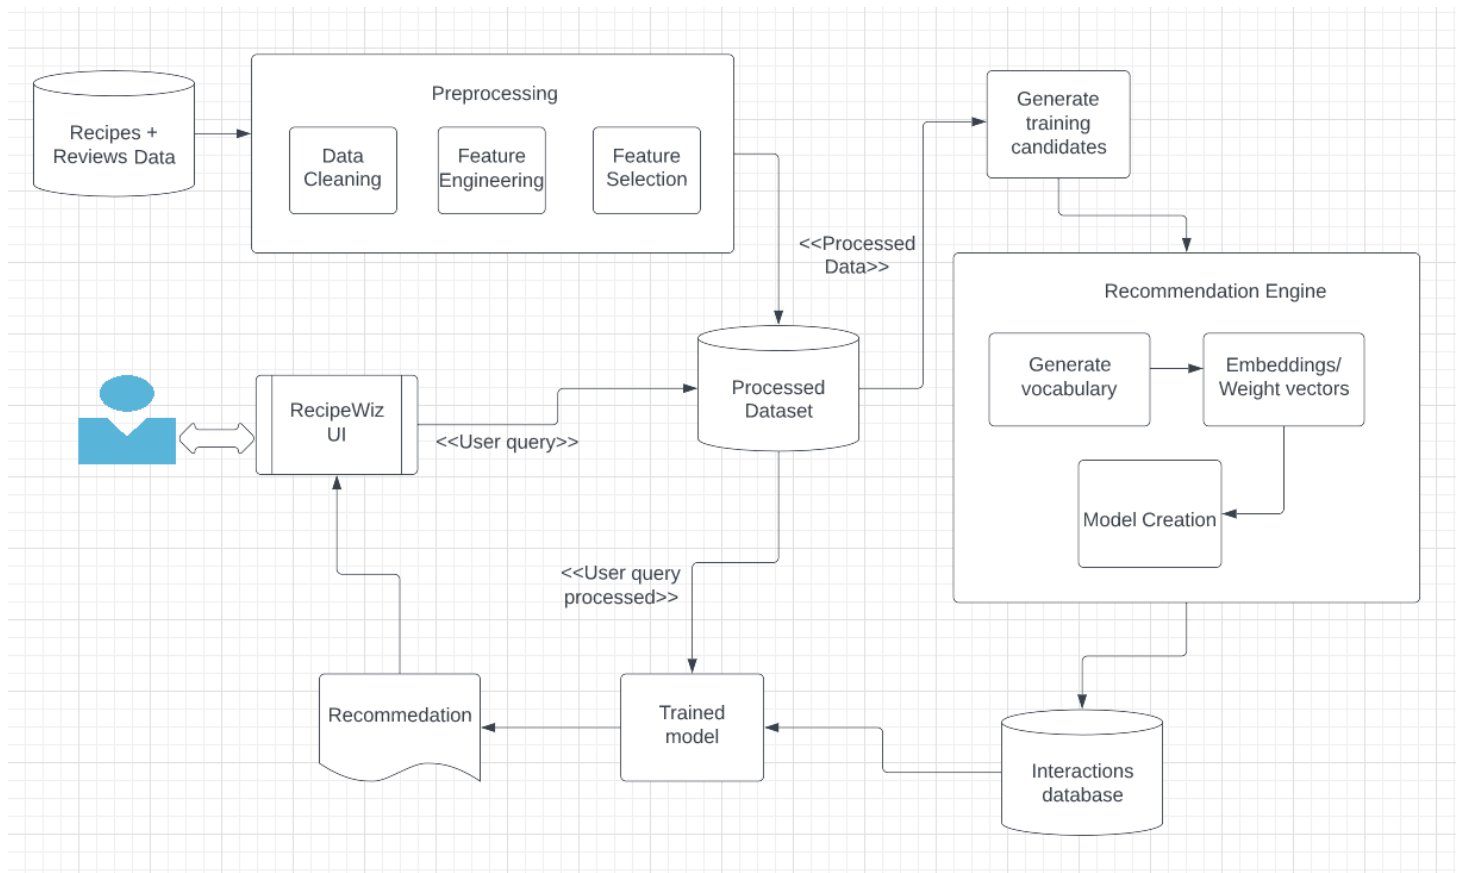 Recipes +
Reviews Data
Preprocessing
Data
Cleaning
Feature
Engineering
Feature
Selection
Generate
training
candidates
<<Processed
Data>>
Recommendation Engine
Generate
vocabulary
Embeddings/
Weight vectors
Model Creation
RecipeWiz
UI
<<User query>>
Processed
Dataset
<<User query
processed>>
Recommedation
Trained
model
Interactions
database